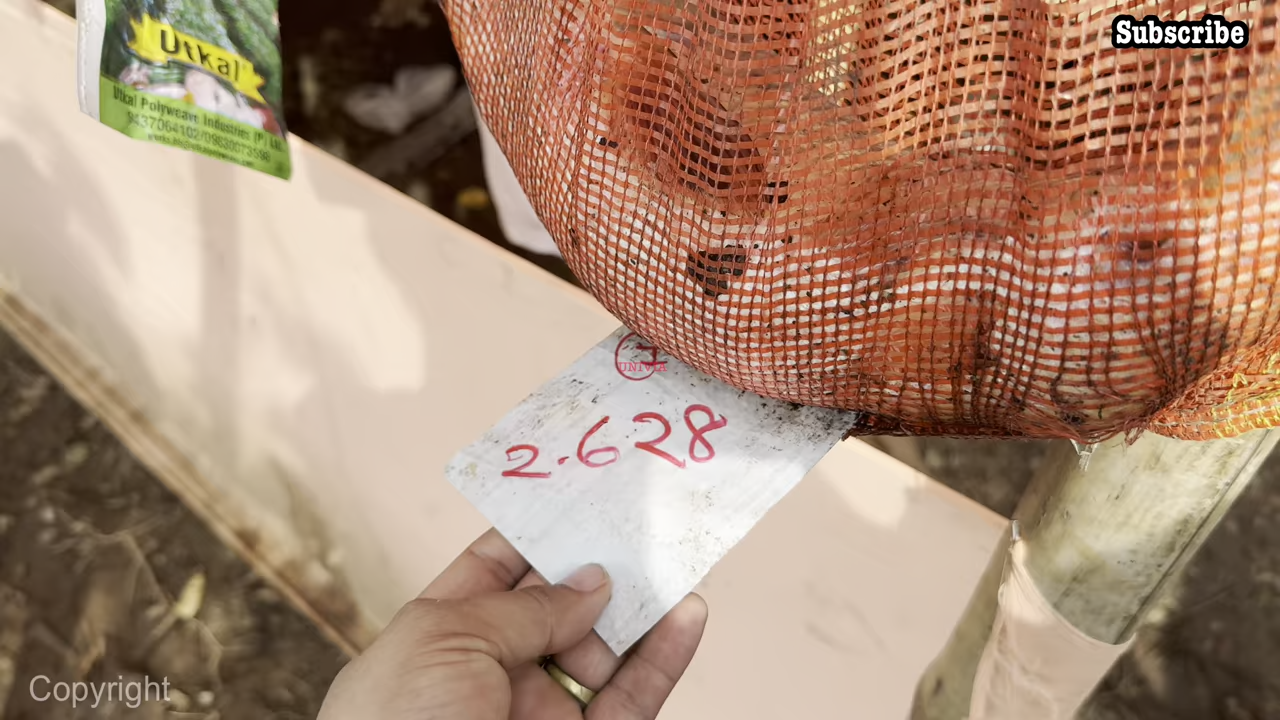 Subscribe
Utkal
Utkal Polyweave Industries (P) Ltd.
UNIVIA
2.628
Copyright